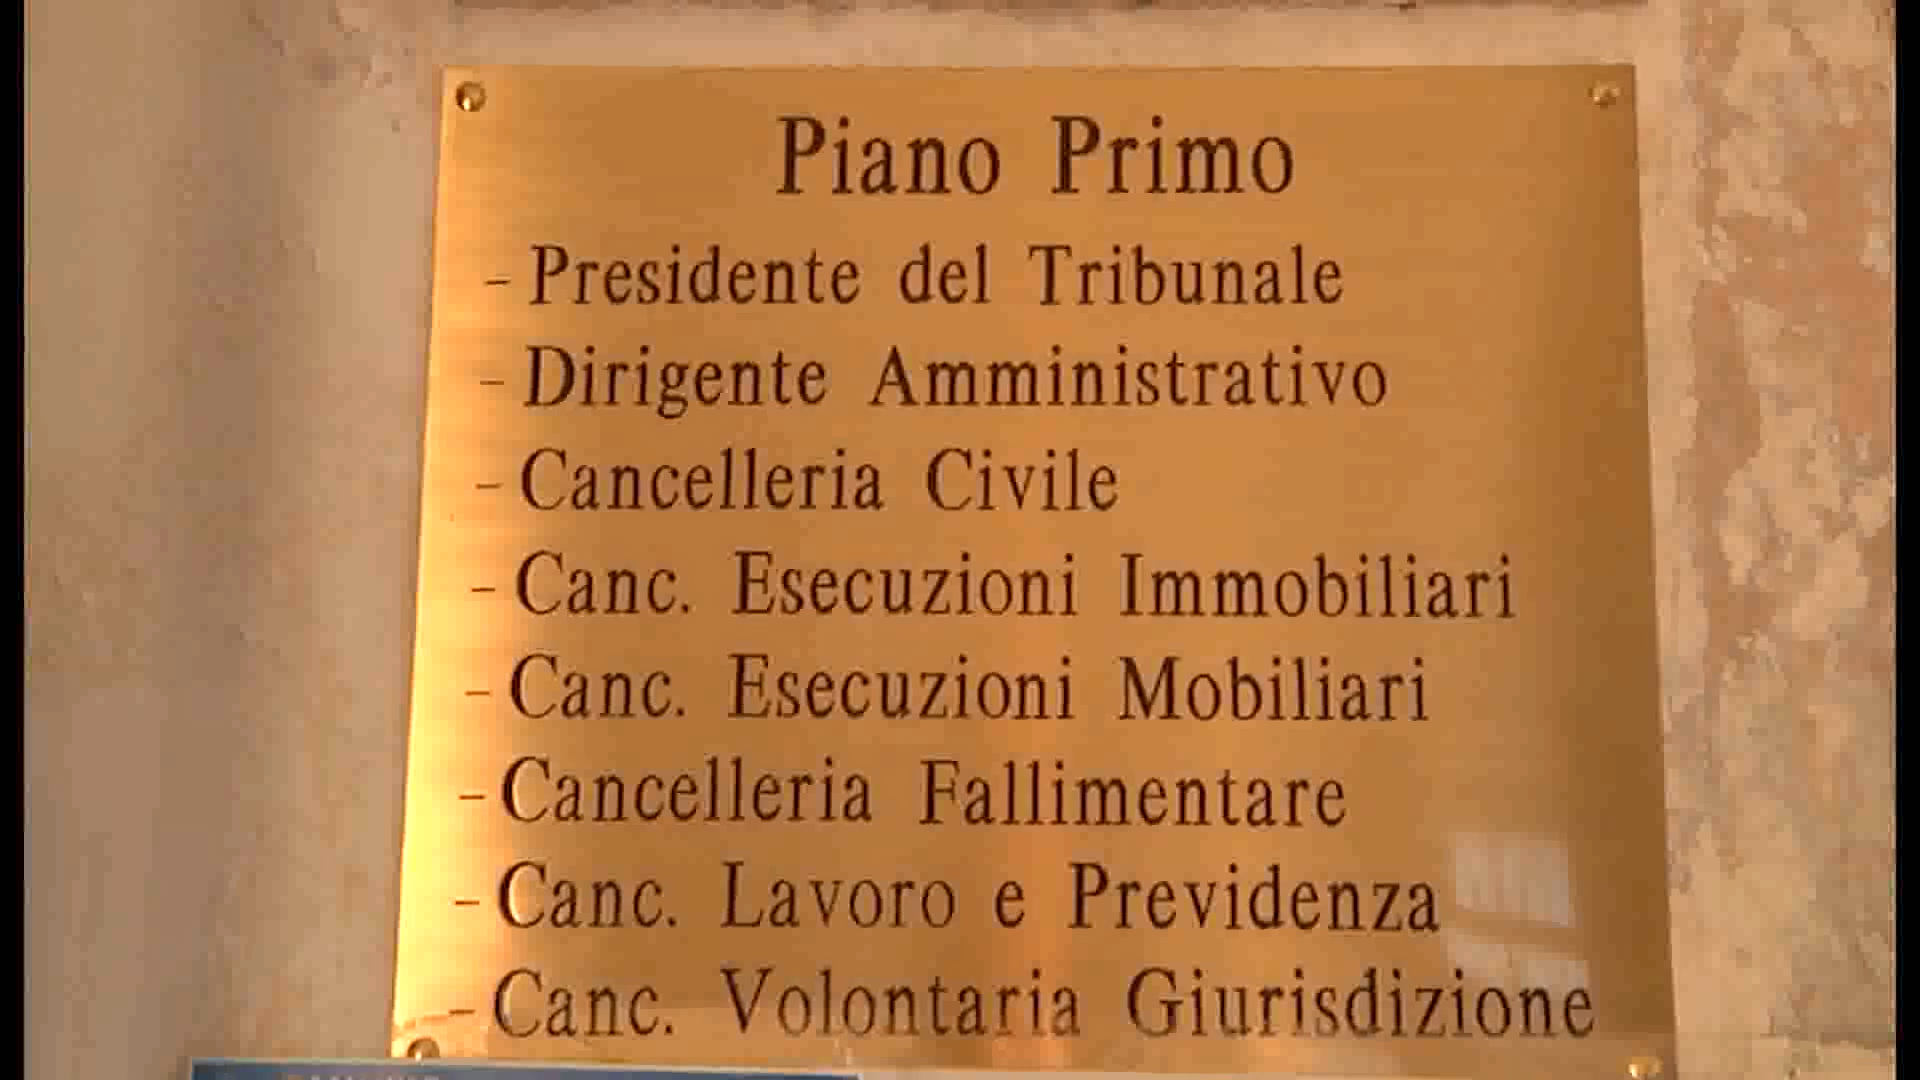 Piano Primo
- Presidente del Tribunale
- Dirigente Amministrativo
- Cancelleria Civile
- Canc. Esecuzioni Immobiliari
- Canc. Esecuzioni Mobiliari
- Cancelleria Fallimentare
- Canc. Lavoro e Previdenza
- Canc. Volontaria Giurisdizione